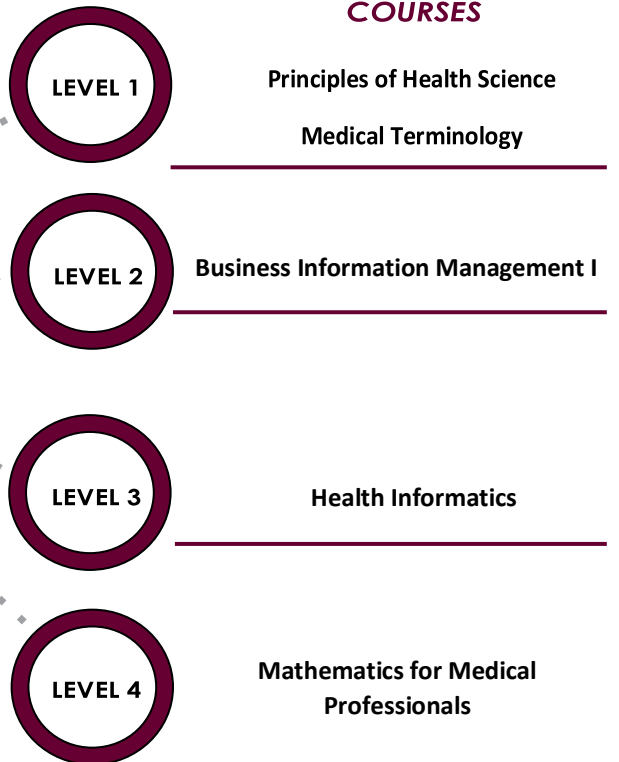 COURSES
LEVEL 1
Principles of Health Science
Medical Terminology
LEVEL 2
Business Information Management I
LEVEL 3
Health Informatics
LEVEL 4
Mathematics for Medical
Professionals